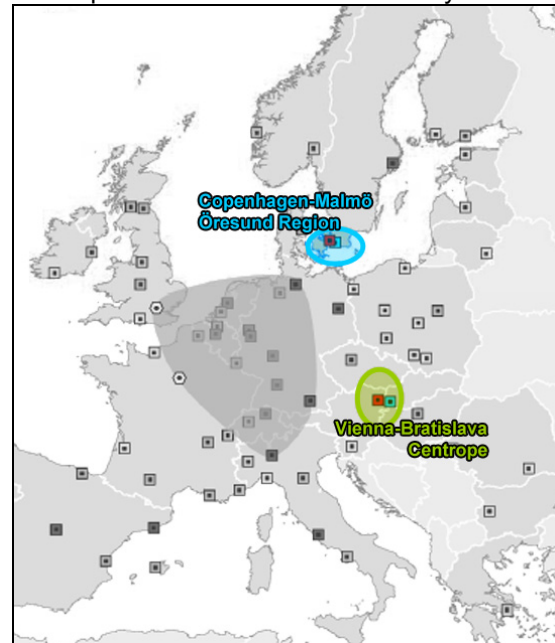 Copenhagen-Malmö
Öresund Region
Vienna-Bratislava
Centrope